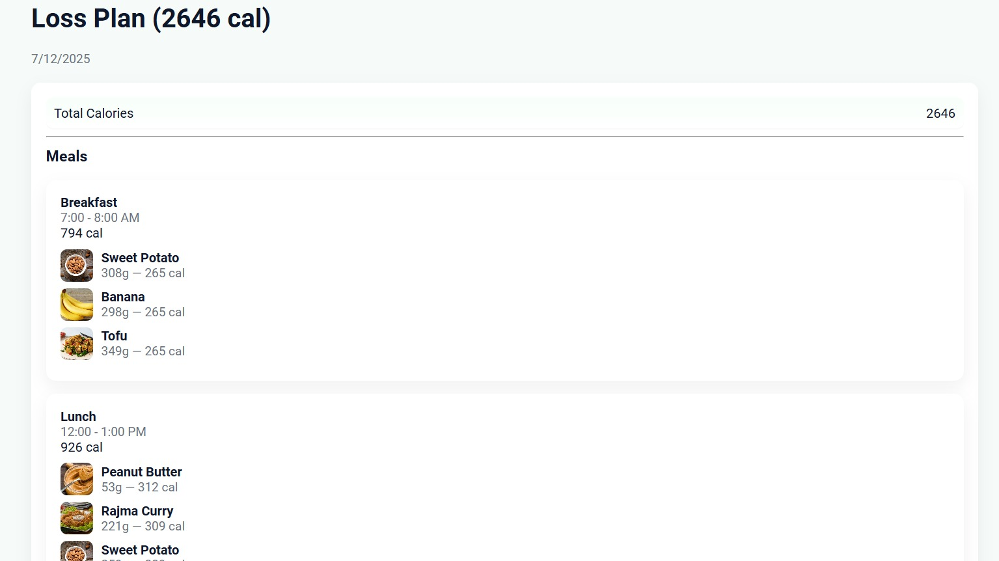 Loss Plan (2646 cal)
7/12/2025
Total Calories 2646
Meals
Breakfast
7:00 - 8:00 AM
794 cal
Sweet Potato
308g — 265 cal
Banana
298g — 265 cal
Tofu
349g — 265 cal
Lunch
12:00 - 1:00 PM
926 cal
Peanut Butter
53g — 312 cal
Rajma Curry
221g — 309 cal
Sweet Potato